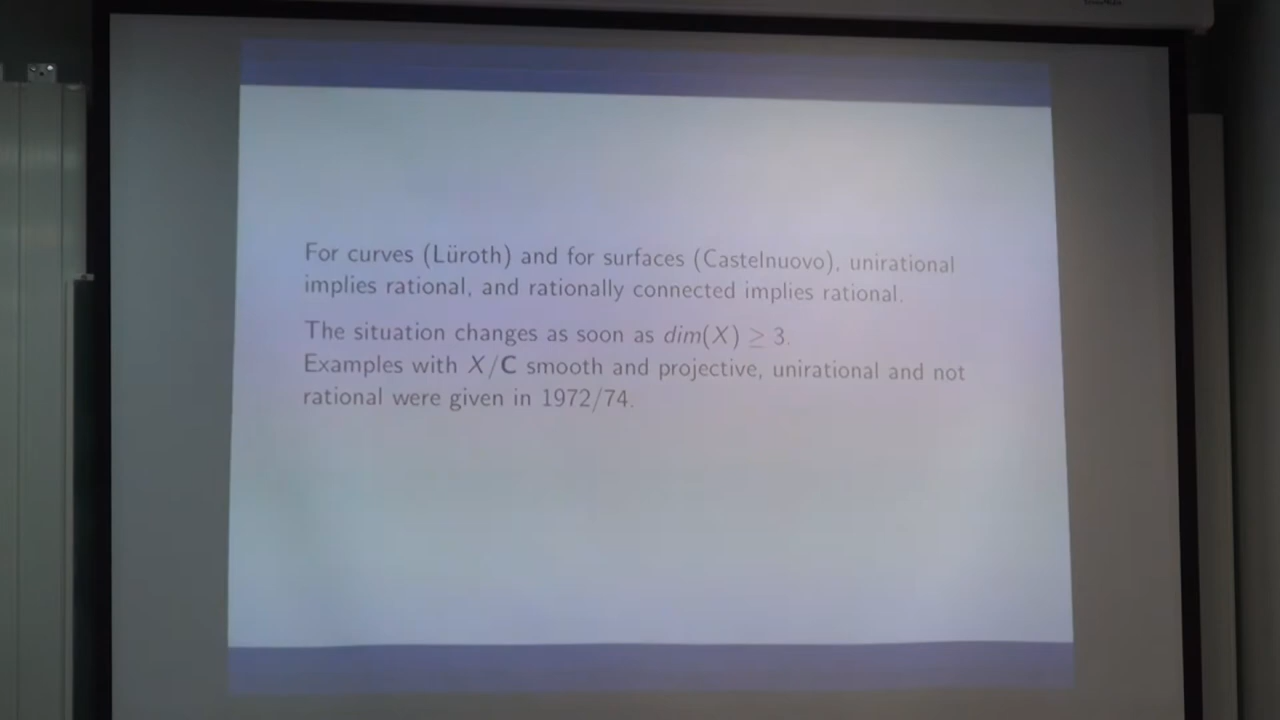 For curves (Lüroth) and for surfaces (Castelnuovo), unirational
implies rational, and rationally connected implies rational.
The situation changes as soon as dim(X) ≥ 3.
Examples with X/C smooth and projective, unirational and not
rational were given in 1972/74.